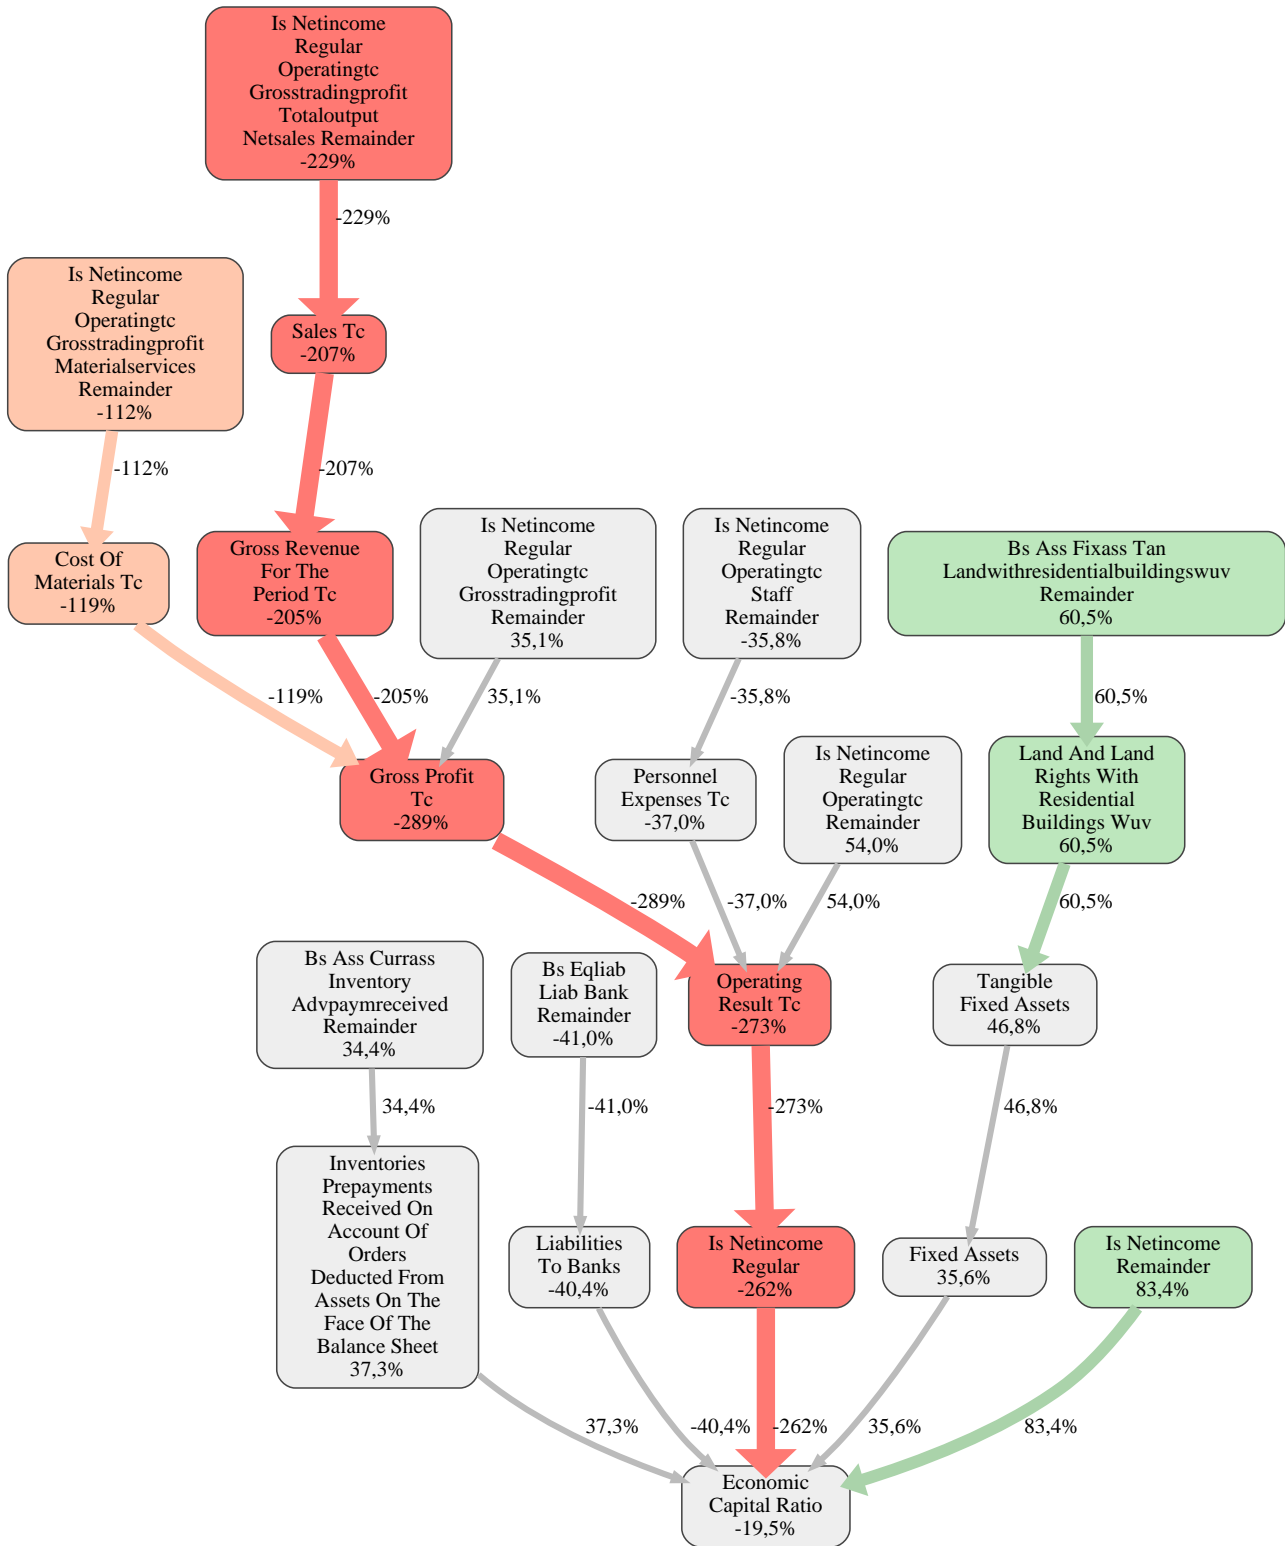 Is Netincome
Regular
Operatingtc
Grosstradingprofit
Totaloutput
Netsales Remainder
-229%
-229%
Is Netincome
Regular
Operatingtc
Grosstradingprofit
Materialservices
Remainder
-112%
Sales Tc
-207%
-112%
-207%
Cost Of
Materials Tc
-119%
Gross Revenue
For The
Period Tc
-205%
Is Netincome
Regular
Operatingtc
Grosstradingprofit
Remainder
35,1%
Is Netincome
Regular
Operatingtc
Staff
Remainder
-35,8%
Bs Ass Fixass Tan
Landwithresidentialbuildingswuv
Remainder
60,5%
-119%
-205%
35,1%
-35,8%
60,5%
Gross Profit
Tc
-289%
Personnel
Expenses Tc
-37,0%
Is Netincome
Regular
Operatingtc
Remainder
54,0%
Land And Land
Rights With
Residential
Buildings Wuv
60,5%
-289%
-37,0%
54,0%
60,5%
Bs Ass Currass
Inventory
Advpaymreceived
Remainder
34,4%
Bs Eqliab
Liab Bank
Remainder
-41,0%
Operating
Result Tc
-273%
Tangible
Fixed Assets
46,8%
34,4%
-41,0%
-273%
46,8%
Inventories
Prepayments
Received On
Account Of
Orders
Deducted From
Assets On The
Face Of The
Balance Sheet
37,3%
Liabilities
To Banks
-40,4%
Is Netincome
Regular
-262%
Fixed Assets
35,6%
Is Netincome
Remainder
83,4%
37,3%
-40,4%
-262%
35,6%
83,4%
Economic
Capital Ratio
-19,5%